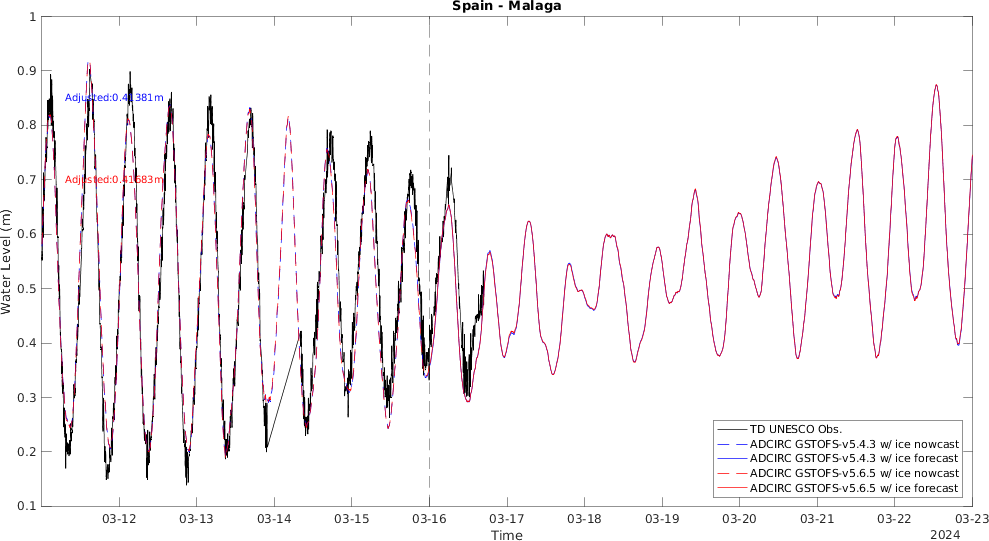 Spain - Malaga
1
0.9
0.8
0.7
0.6
0.5
0.4
0.3
0.2
0.1
Water Level (m)
Adjusted:0.41381m
Adjusted:0.41683m
TD UNESCO Obs.
ADCIRC GSTOFS-v5.4.3 w/ ice nowcast
ADCIRC GSTOFS-v5.4.3 w/ ice forecast
ADCIRC GSTOFS-v5.6.5 w/ ice nowcast
ADCIRC GSTOFS-v5.6.5 w/ ice forecast
03-12 03-13 03-14 03-15 03-16 03-17 03-18 03-19 03-20 03-21 03-22 03-23
Time
2024